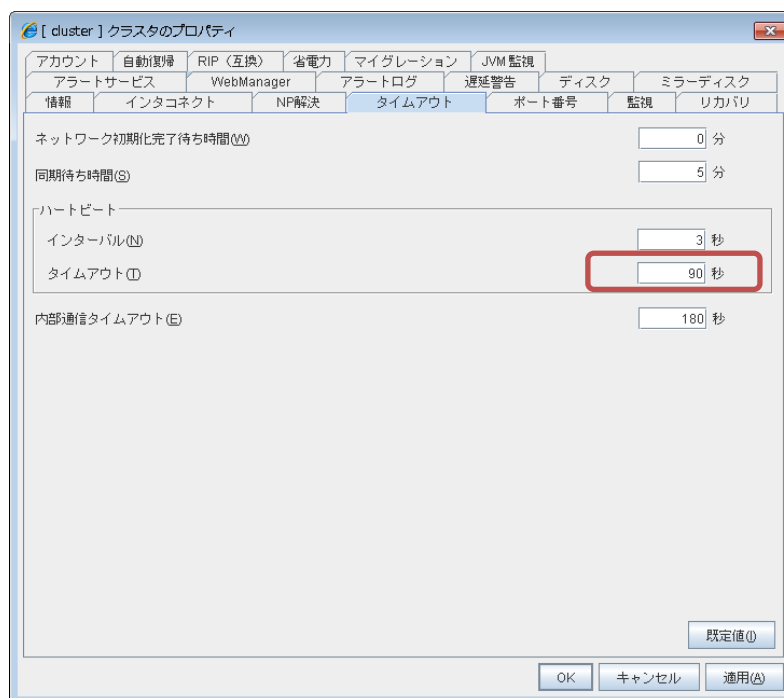 [ cluster ] クラスタのプロパティ
アカウント 自動復帰 RIP（互換） 省電力 マイグレーション JVM 監視
アラートサービス WebManager アラートログ 遅延警告 ディスク ミラーディスク
情報 インタコネクト NP解決 タイムアウト ポート番号 監視 リカバリ
ネットワーク初期化完了待ち時間(W) 0 分
同期待ち時間(S) 5 分
ハートビート
インターバル(N) 3 秒
タイムアウト(T) 90 秒
内部通信タイムアウト(E) 180 秒
既定値(I)
OK キャンセル 適用(A)